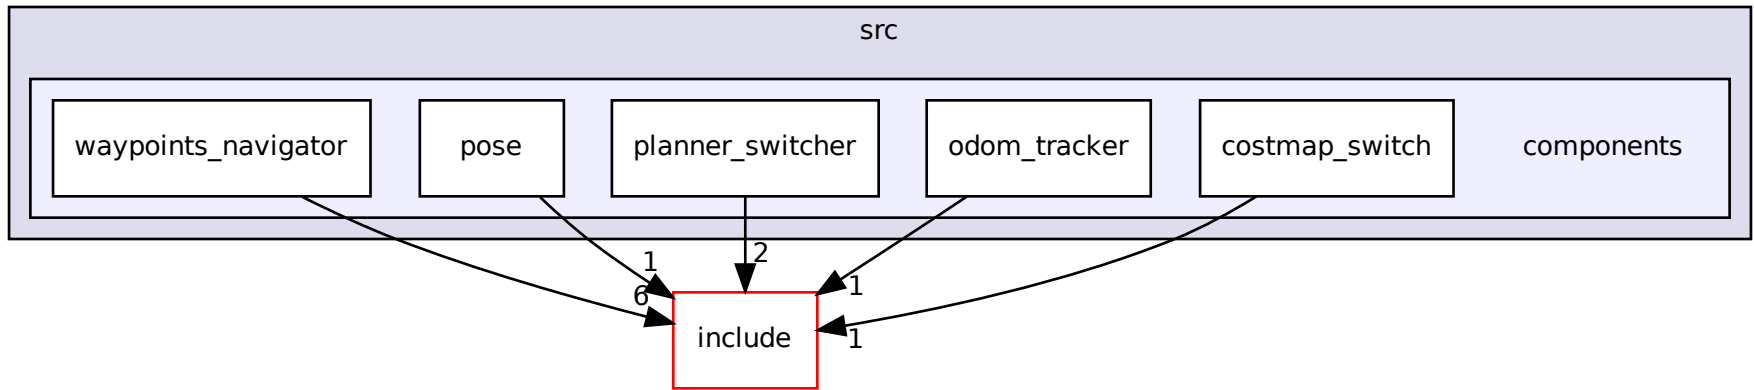 src
waypoints_navigator
pose
planner_switcher
odom_tracker
costmap_switch
components
1
2
6
1
1
include